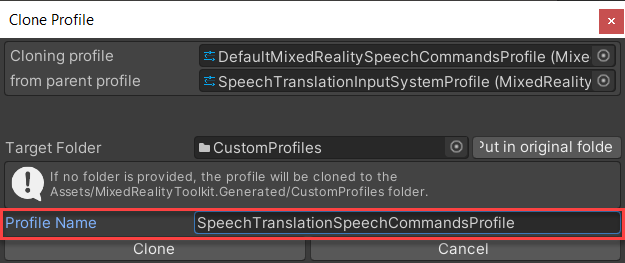 Clone Profile
Cloning profile DefaultMixedRealitySpeechCommandsProfile (Mixe
from parent profile SpeechTranslationInputSystemProfile (MixedReality
Target Folder CustomProfiles Put in original folde
If no folder is provided, the profile will be cloned to the
Assets/MixedRealityToolkit.Generated/CustomProfiles folder.
Profile Name SpeechTranslationSpeechCommandsProfile
Clone Cancel